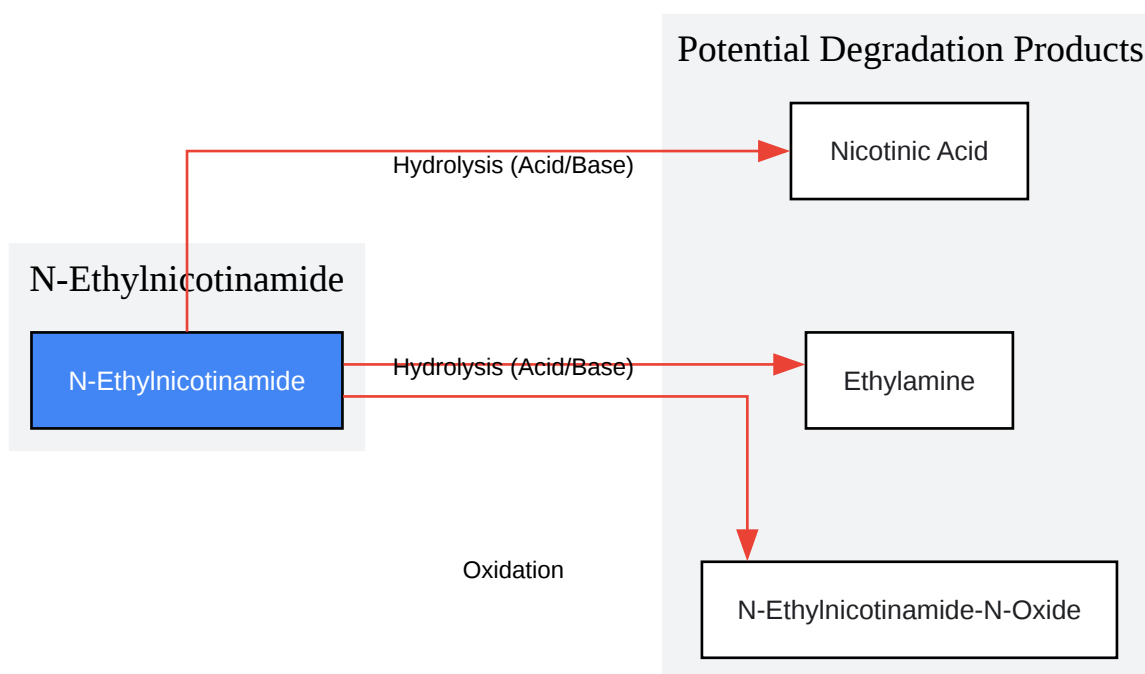 Potential Degradation Products
Nicotinic Acid
Hydrolysis (Acid/Base)
N-Ethylnicotinamide
N-Ethylnicotinamide
Hydrolysis (Acid/Base)
Ethylamine
Oxidation
N-Ethylnicotinamide-N-Oxide